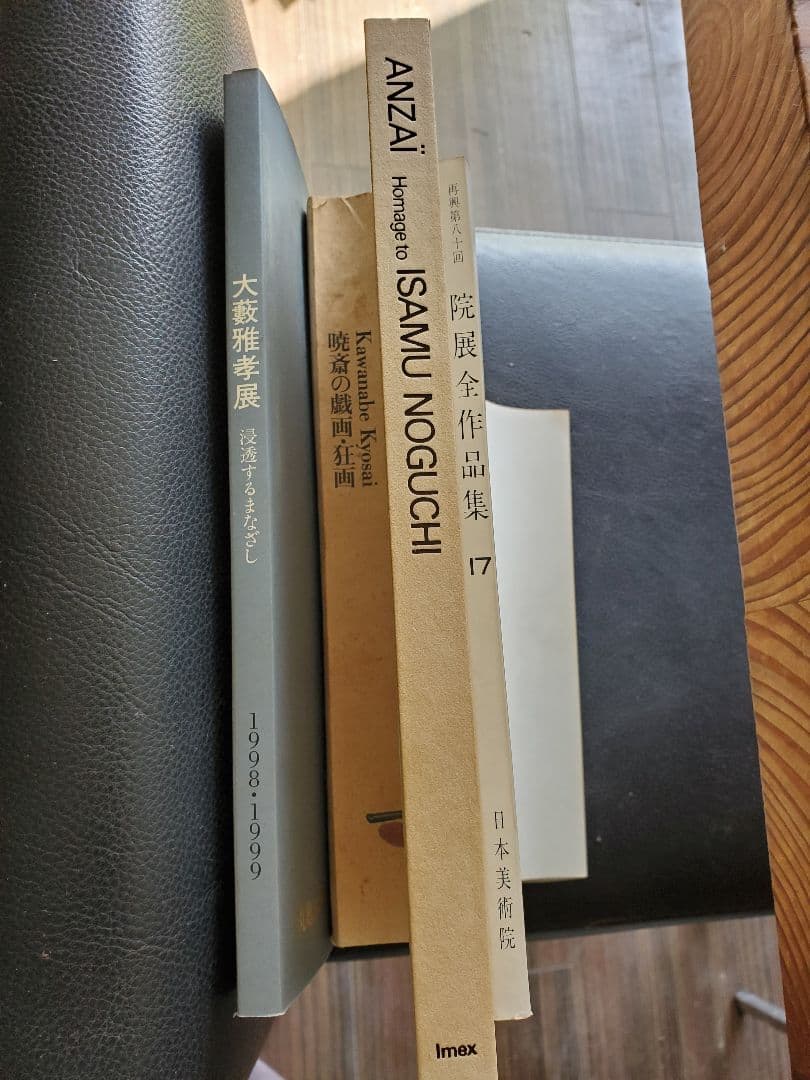 大藪雅孝展
浸透するまなざし
1998・1999
Kawanabe Kyosai
暁斎の戯画・狂画
ANZAÏ
Homage to
ISAMU NOGUCHI
Imex
再興第八十回
院展全作品集
17
日本美術院